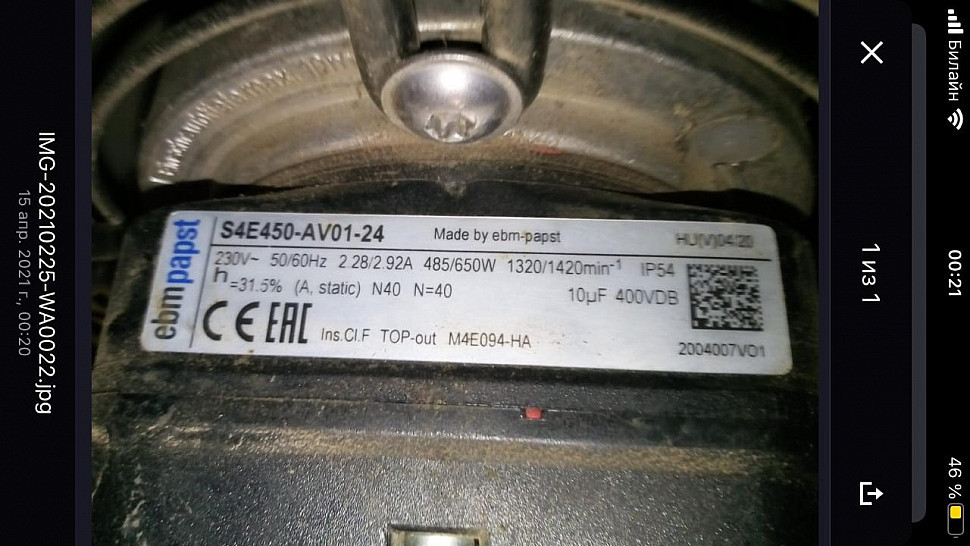 Билайн
00:21
46 %
1 из 1
ebmpapst
S4E450-AV01-24 Made by ebm-papst HU(V)04/20
230V~ 50/60Hz 2.28/2.92A 485/650W 1320/1420min⁻¹ IP54
h=31.5% (A, static) N40 N=40 10µF 400VDB
CE EAC Ins.Cl.F TOP-out M4E094-HA
2004007VO1
IMG-20210225-WA0022.jpg
15 апр. 2021 г., 00:20